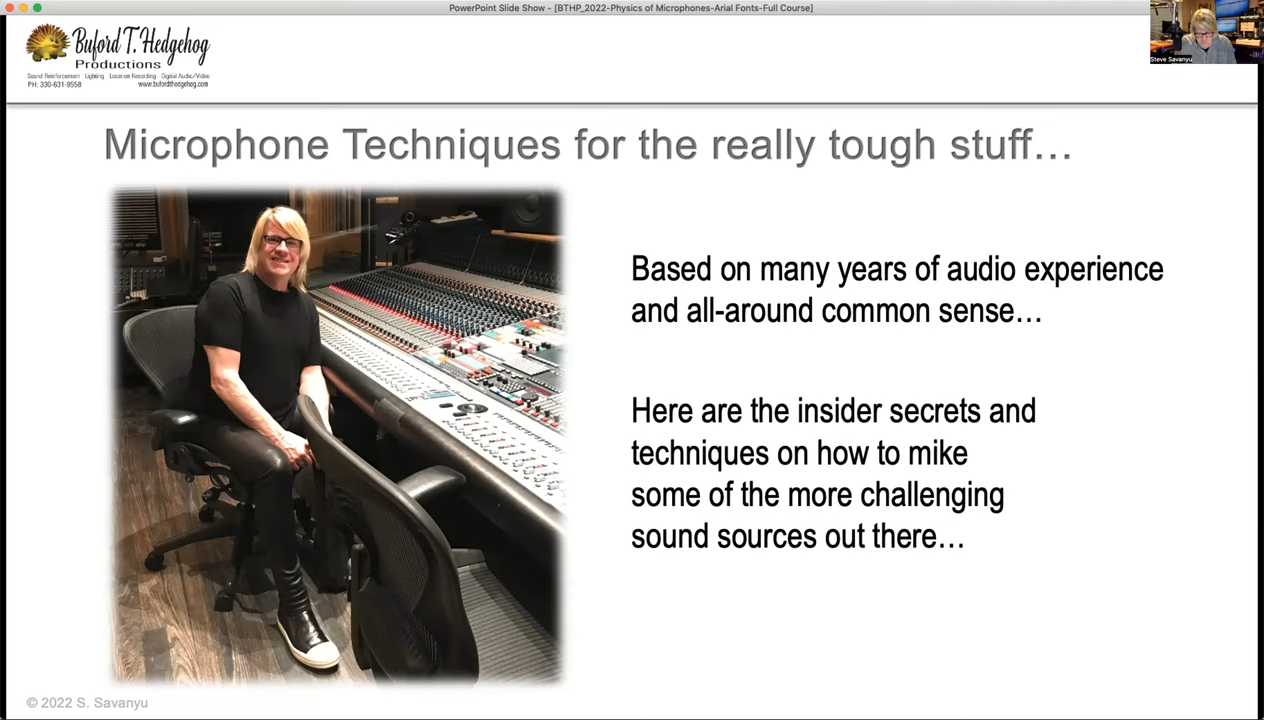 PowerPoint Slide Show - [BTHP_2022-Physics of Microphones-Arial Fonts-Full Course]
Buford T. Hedgehog
Productions
Sound Reinforcement Lighting Location Recording Digital Audio/Video
PH: 330-631-9558 www.bufordthedgehog.com
Steve Savanyu
Microphone Techniques for the really tough stuff…
Based on many years of audio experience
and all-around common sense…
Here are the insider secrets and
techniques on how to mike
some of the more challenging
sound sources out there…
© 2022 S. Savanyu